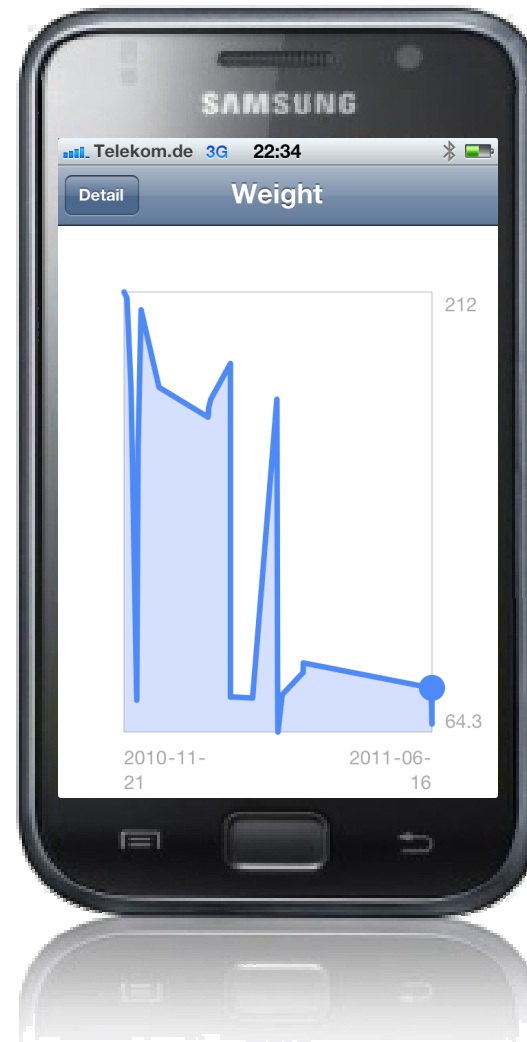 SAMSUNG
Telekom.de 3G 22:34
Detail Weight
212
64.3
2010-11-
21
2011-06-
16